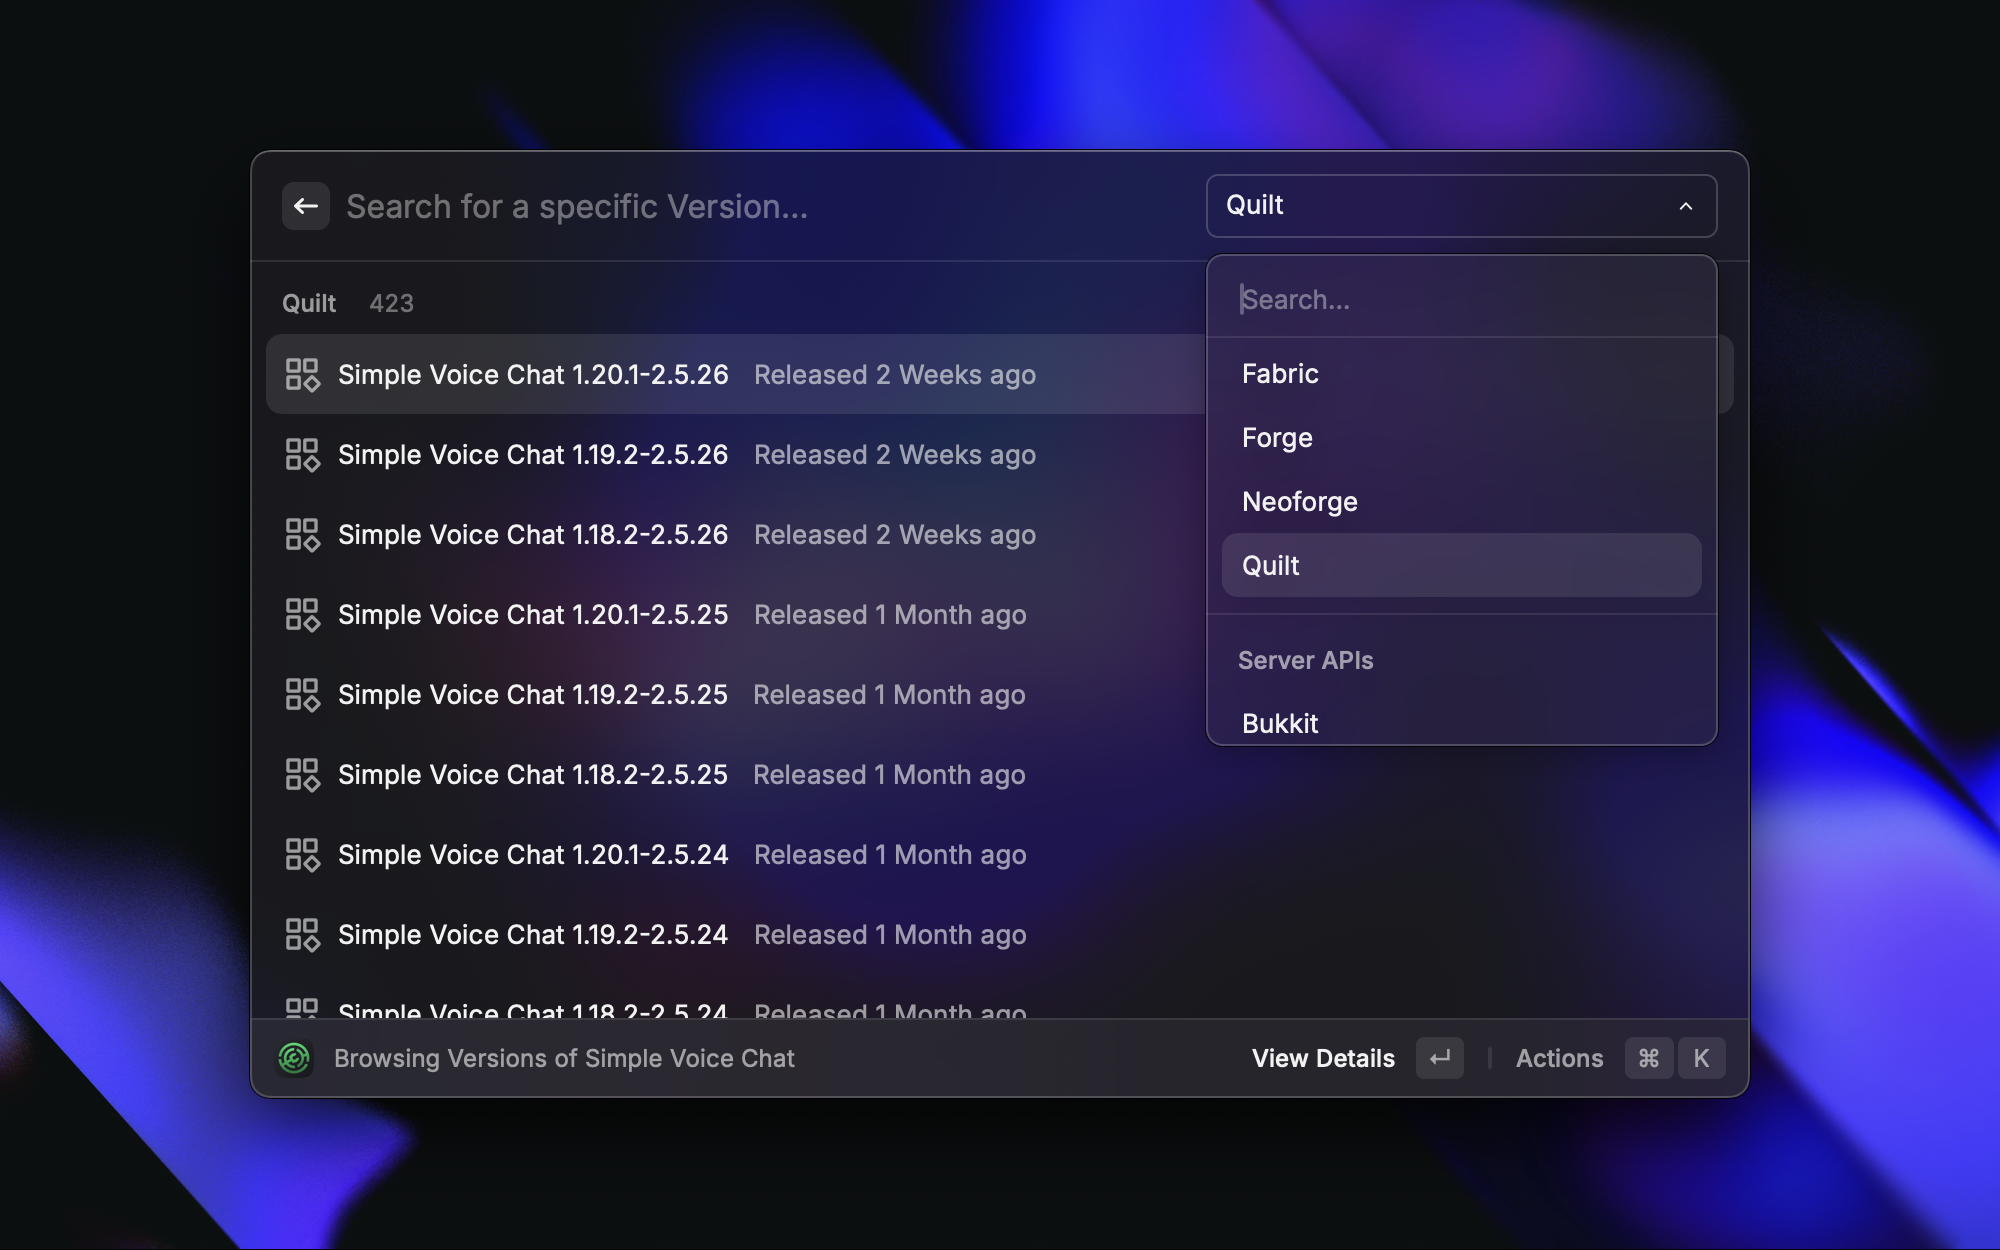 Search for a specific Version...
Quilt
Quilt 423
Simple Voice Chat 1.20.1-2.5.26 Released 2 Weeks ago
Simple Voice Chat 1.19.2-2.5.26 Released 2 Weeks ago
Simple Voice Chat 1.18.2-2.5.26 Released 2 Weeks ago
Simple Voice Chat 1.20.1-2.5.25 Released 1 Month ago
Simple Voice Chat 1.19.2-2.5.25 Released 1 Month ago
Simple Voice Chat 1.18.2-2.5.25 Released 1 Month ago
Simple Voice Chat 1.20.1-2.5.24 Released 1 Month ago
Simple Voice Chat 1.19.2-2.5.24 Released 1 Month ago
Simple Voice Chat 1.18.2-2.5.24 Released 1 Month ago
Search...
Fabric
Forge
Neoforge
Quilt
Server APIs
Bukkit
Browsing Versions of Simple Voice Chat
View Details ↵ | Actions ⌘ K